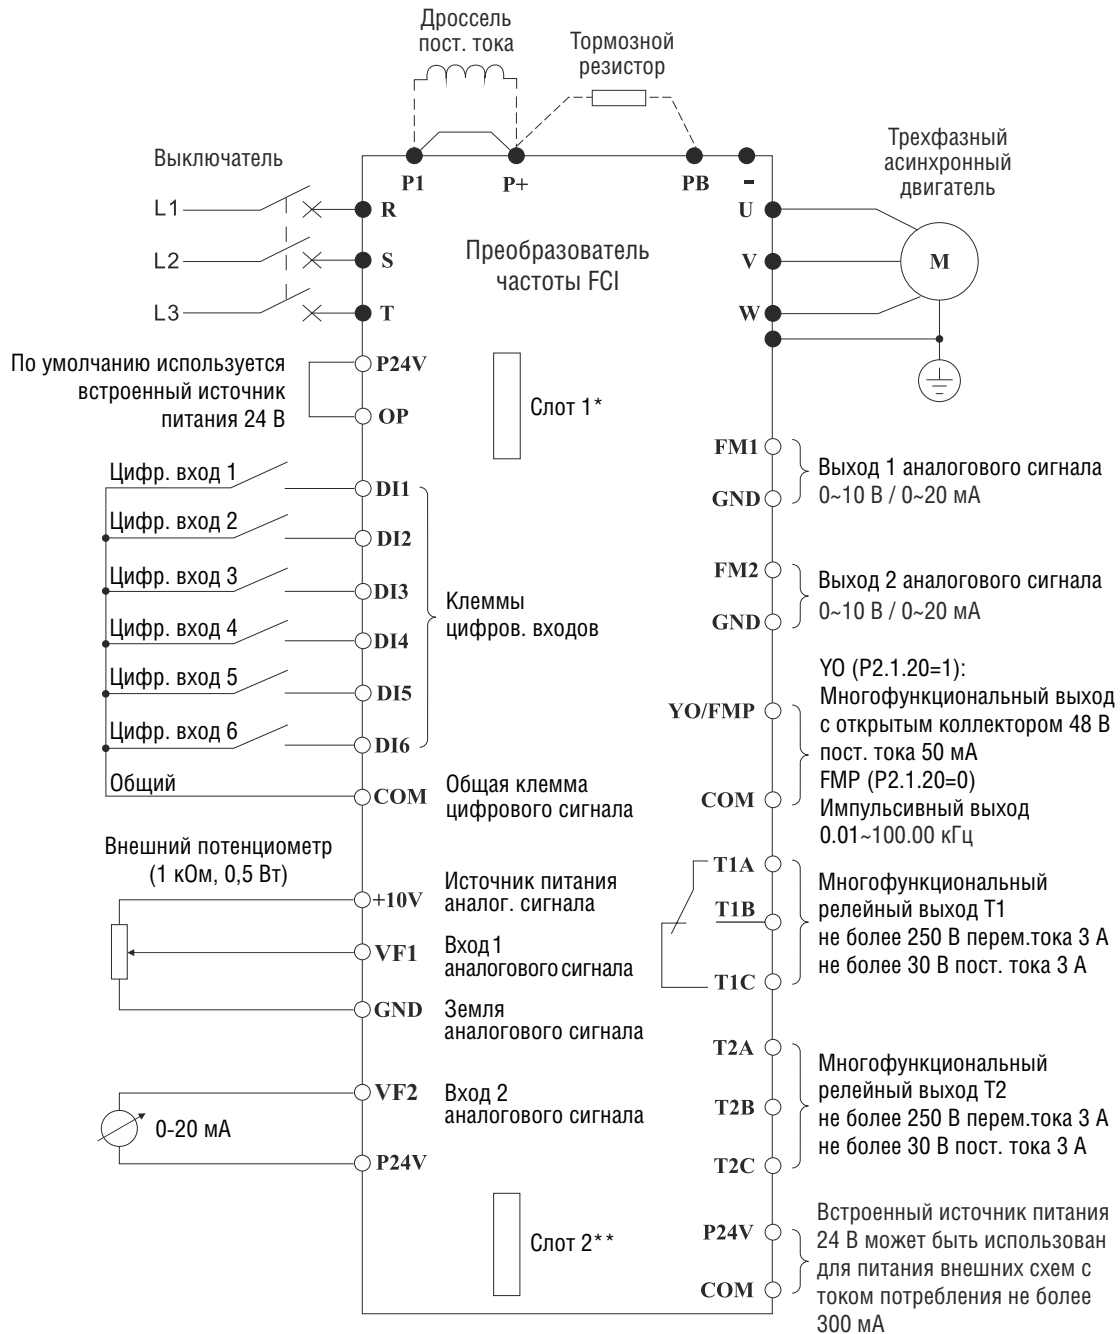 Дроссель
пост. тока
Тормозной
резистор
Трехфазный
асинхронный
двигатель
Выключатель
P1
P+
PB
-
L1
R
U
L2
S
Преобразователь
частоты FCI
V
M
L3
T
W
По умолчанию используется
встроенный источник
питания 24 В
P24V
OP
Слот 1*
FM1
GND
Выход 1 аналогового сигнала
0~10 В / 0~20 мА
Цифр. вход 1
DI1
Цифр. вход 2
DI2
Цифр. вход 3
DI3
Цифр. вход 4
DI4
Цифр. вход 5
DI5
Цифр. вход 6
DI6
Клеммы
цифров. входов
FM2
GND
Выход 2 аналогового сигнала
0~10 В / 0~20 мА
Общий
COM
Общая клемма
цифрового сигнала
YO/FMP
COM
YO (P2.1.20=1):
Многофункциональный выход
с открытым коллектором 48 В
пост. тока 50 мА
FMP (P2.1.20=0)
Импульсивный выход
0.01~100.00 кГц
Внешний потенциометр
(1 кОм, 0,5 Вт)
+10V
Источник питания
аналог. сигнала
VF1
Вход 1
аналогового сигнала
GND
Земля
аналогового сигнала
T1A
T1B
T1C
Многофункциональный
релейный выход T1
не более 250 В перем.тока 3 А
не более 30 В пост. тока 3 А
0-20 мА
VF2
Вход 2
аналогового сигнала
P24V
T2A
T2B
T2C
Многофункциональный
релейный выход T2
не более 250 В перем.тока 3 А
не более 30 В пост. тока 3 А
Слот 2**
P24V
COM
Встроенный источник питания
24 В может быть использован
для питания внешних схем с
током потребления не более
300 мА